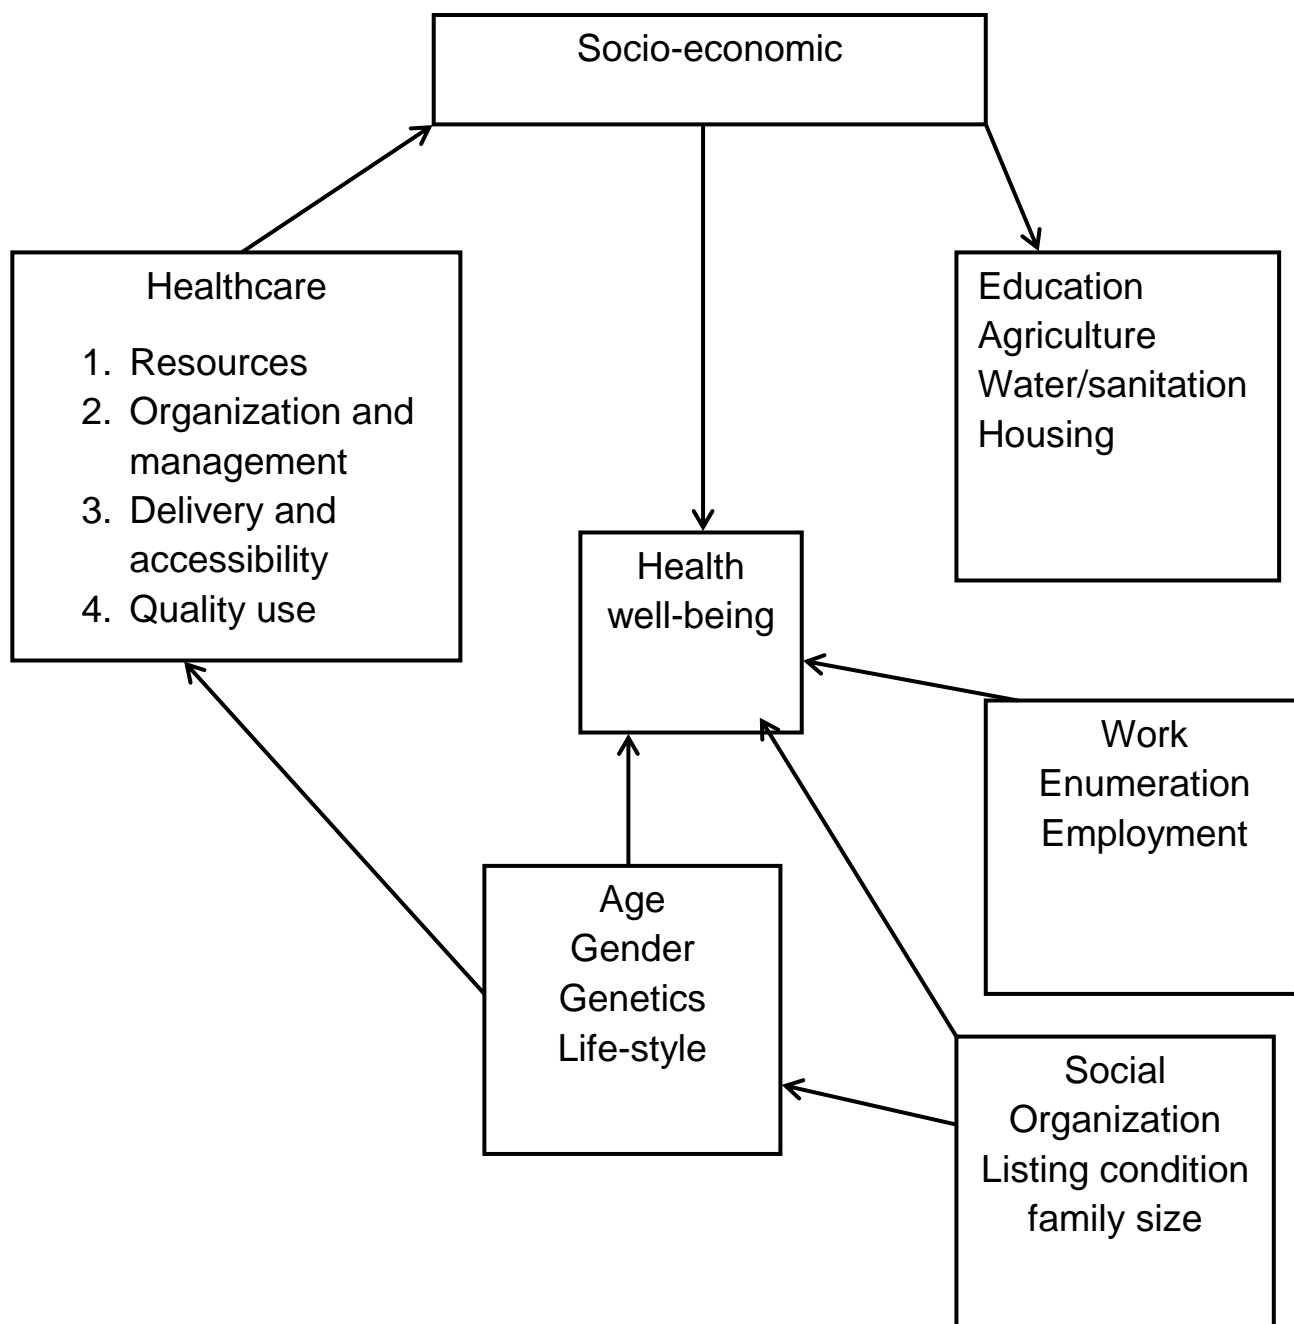 Socio-economic
Healthcare
1. Resources
2. Organization and
management
3. Delivery and
accessibility
4. Quality use
Education
Agriculture
Water/sanitation
Housing
Health
well-being
Work
Enumeration
Employment
Age
Gender
Genetics
Life-style
Social
Organization
Listing condition
family size